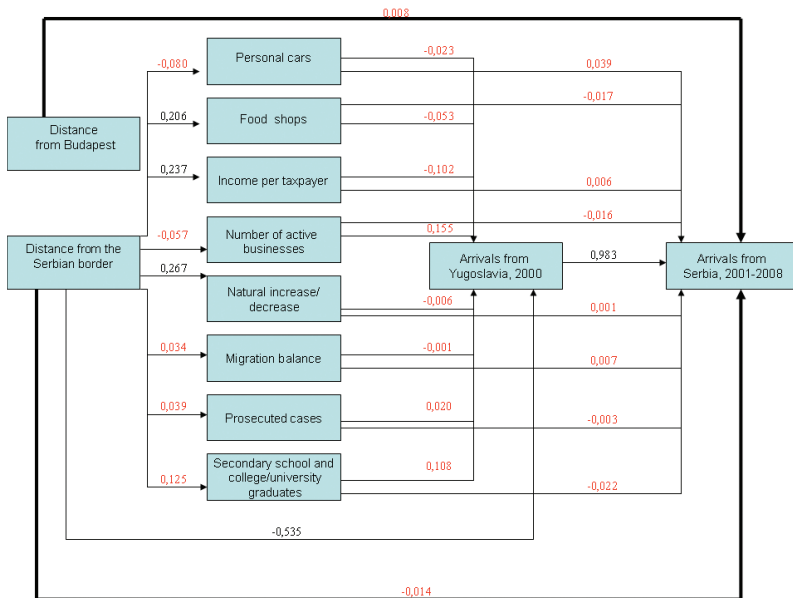 0,008
-0,080
Personal cars
-0,023
0,039
Distance
from Budapest
0,206
Food shops
-0,017
-0,053
0,237
Income per taxpayer
-0,102
0,006
Distance from the
Serbian border
-0,057
Number of active
businesses
-0,016
0,155
Arrivals from
Yugoslavia, 2000
0,983
Arrivals from
Serbia, 2001-2008
0,267
Natural increase/
decrease
-0,006
0,001
0,034
Migration balance
-0,001
0,007
0,039
Prosecuted cases
0,020
-0,003
0,125
Secondary school and
college/university
graduates
0,108
-0,022
-0,535
-0,014